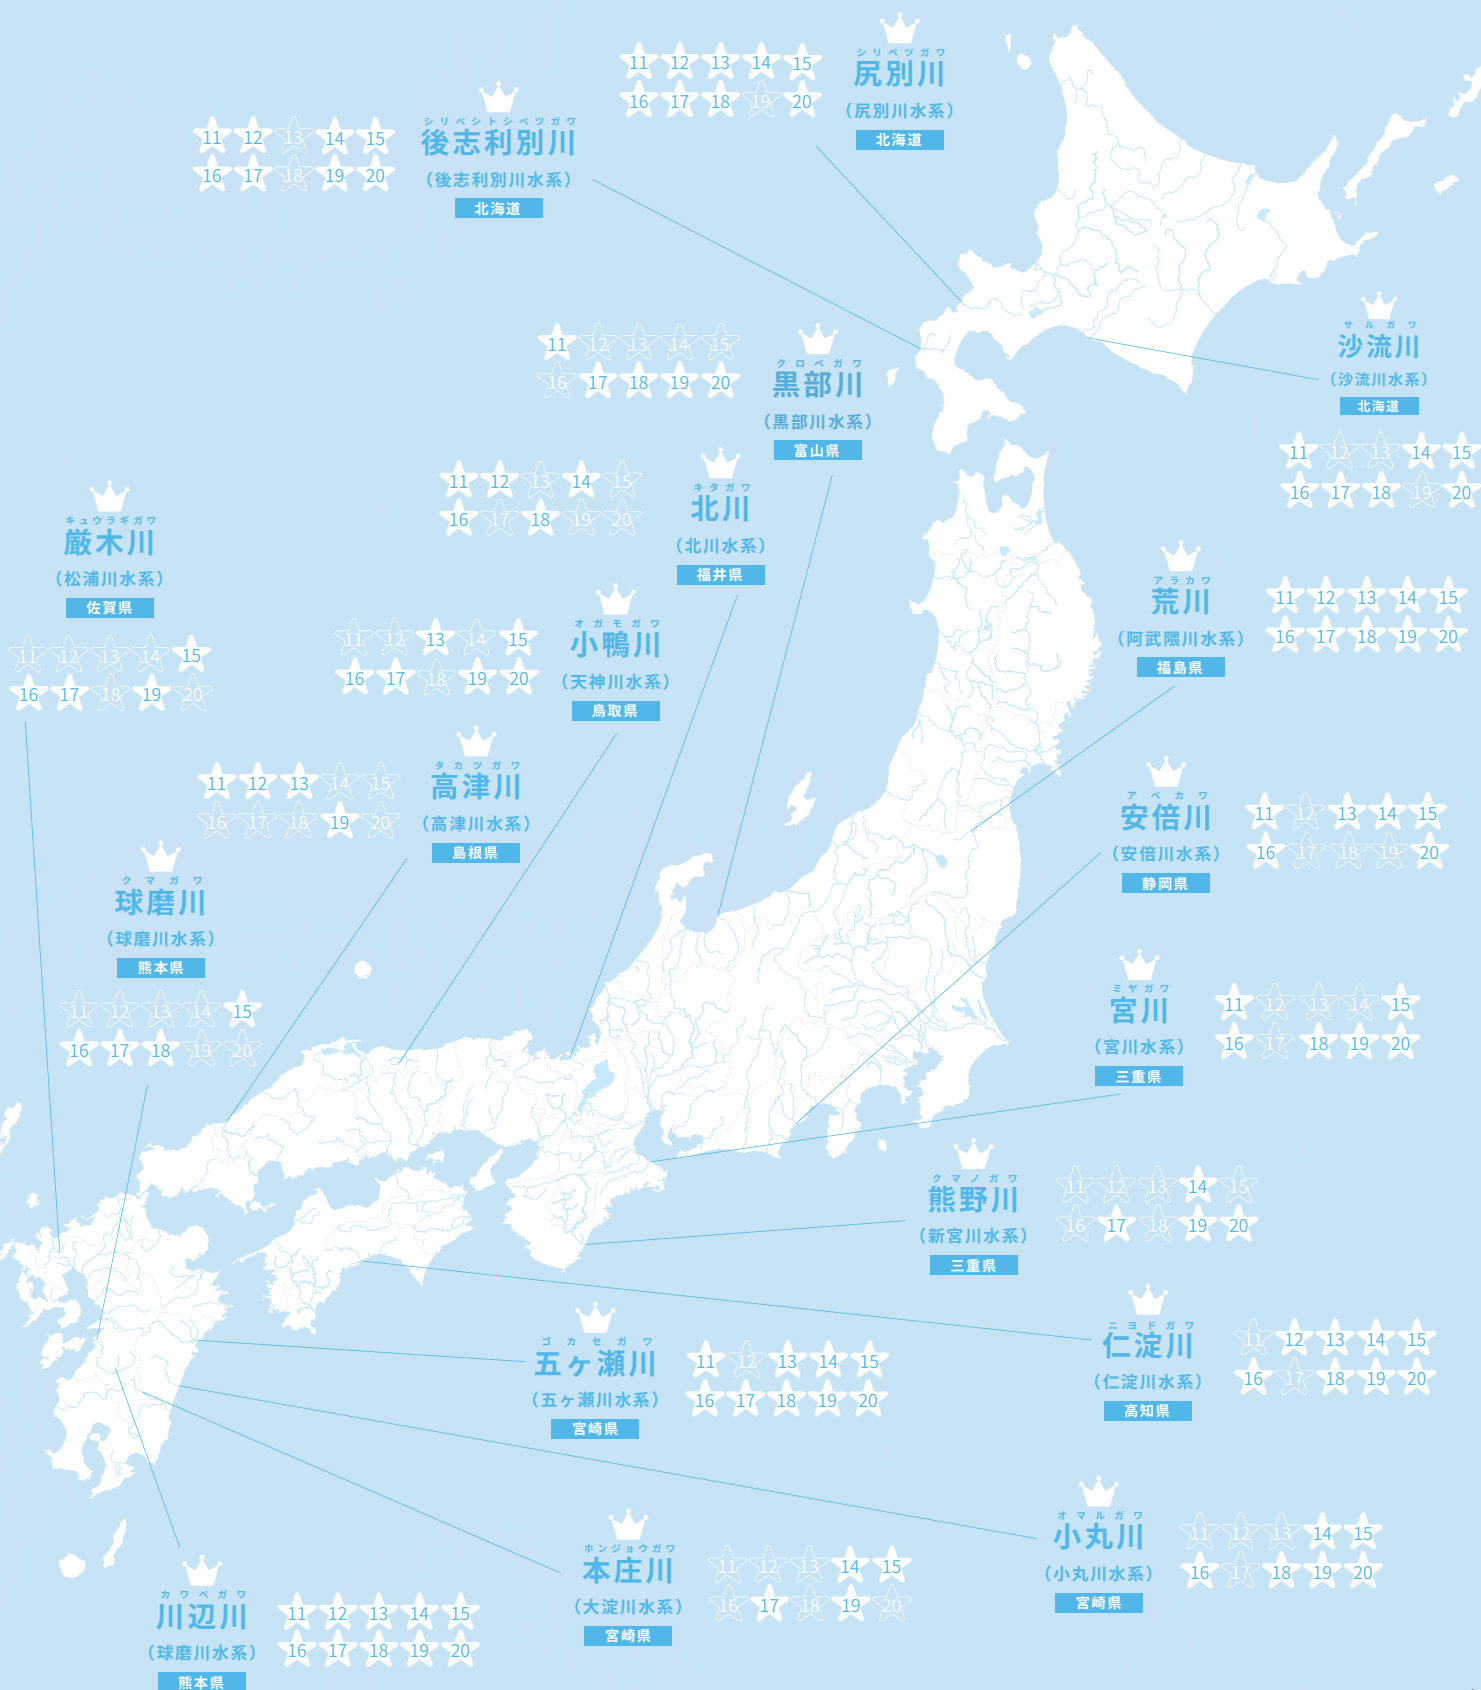 シリベツガワ
尻別川
（尻別川水系）
北海道
11 12 13 14 15
16 17 18 19 20
シリベシトシベツガワ
後志利別川
（後志利別川水系）
北海道
11 12 13 14 15
16 17 18 19 20
サルガワ
沙流川
（沙流川水系）
北海道
11 12 13 14 15
16 17 18 19 20
クロベガワ
黒部川
（黒部川水系）
富山県
11 12 13 14 15
16 17 18 19 20
キタガワ
北川
（北川水系）
福井県
11 12 13 14 15
16 17 18 19 20
キュウラギガワ
厳木川
（松浦川水系）
佐賀県
11 12 13 14 15
16 17 18 19 20
アラカワ
荒川
（阿武隈川水系）
福島県
11 12 13 14 15
16 17 18 19 20
オガモガワ
小鴨川
（天神川水系）
鳥取県
11 12 13 14 15
16 17 18 19 20
タカツガワ
高津川
（高津川水系）
島根県
11 12 13 14 15
16 17 18 19 20
アベカワ
安倍川
（安倍川水系）
静岡県
11 12 13 14 15
16 17 18 19 20
クマガワ
球磨川
（球磨川水系）
熊本県
11 12 13 14 15
16 17 18 19 20
ミヤガワ
宮川
（宮川水系）
三重県
11 12 13 14 15
16 17 18 19 20
クマノガワ
熊野川
（新宮川水系）
三重県
11 12 13 14 15
16 17 18 19 20
ニヨドガワ
仁淀川
（仁淀川水系）
高知県
11 12 13 14 15
16 17 18 19 20
ゴカセガワ
五ヶ瀬川
（五ヶ瀬川水系）
宮崎県
11 12 13 14 15
16 17 18 19 20
オマルガワ
小丸川
（小丸川水系）
宮崎県
11 12 13 14 15
16 17 18 19 20
ホンジョウガワ
本庄川
（大淀川水系）
宮崎県
11 12 13 14 15
16 17 18 19 20
カワベガワ
川辺川
（球磨川水系）
熊本県
11 12 13 14 15
16 17 18 19 20